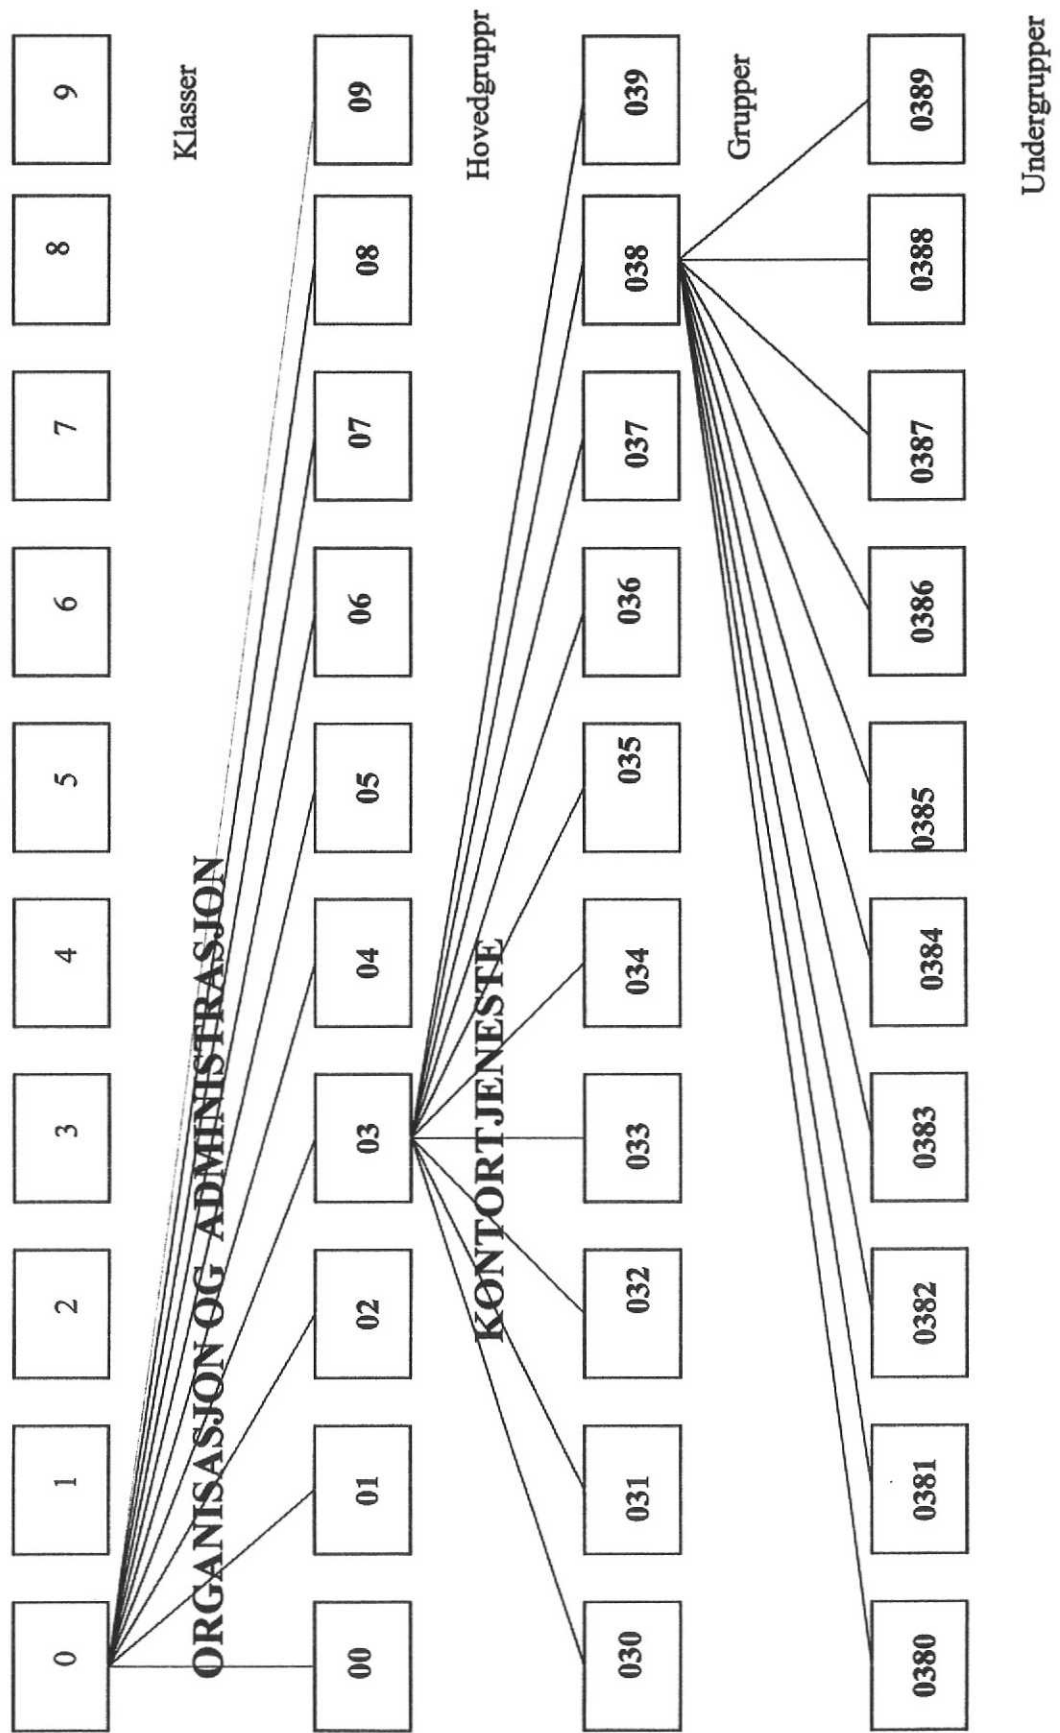 0 1 2 3 4 5 6 7 8 9
Klasser
ORGANISASJON OG ADMINISTRASJON
00 01 02 03 04 05 06 07 08 09
Hovedgruppr
KONTORTJENESTE
030 031 032 033 034 035 036 037 038 039
Grupper
0380 0381 0382 0383 0384 0385 0386 0387 0388 0389
Undergrupper